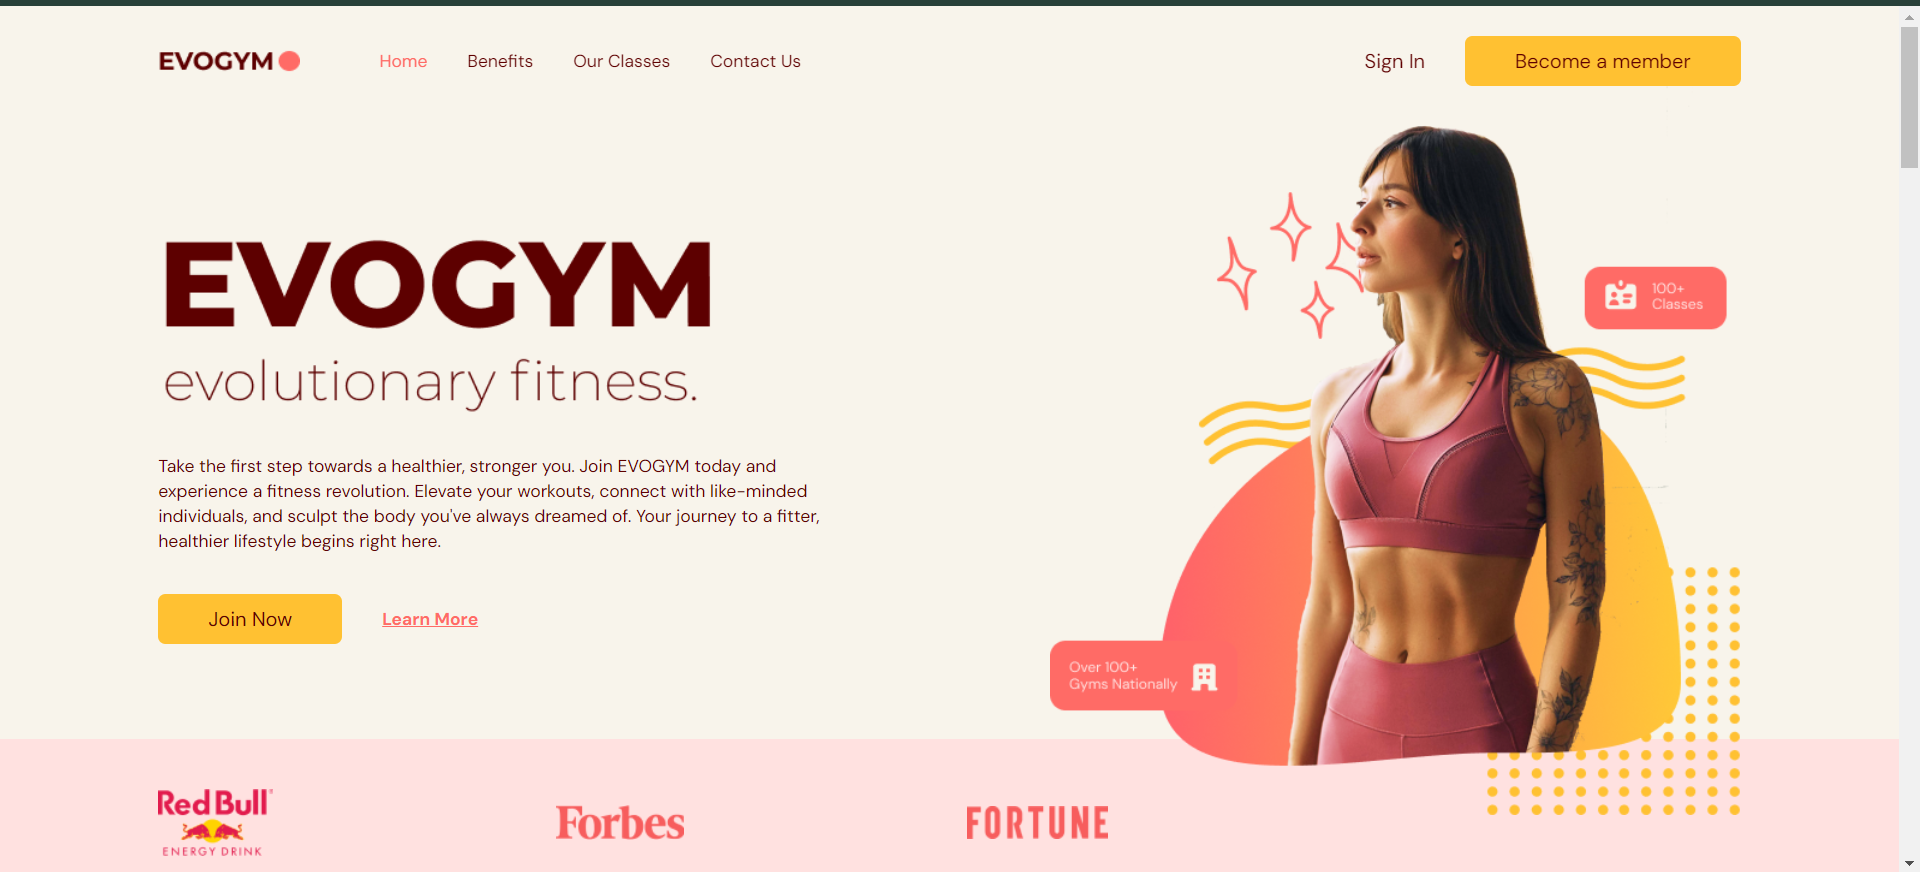 EVOGYM
Home
Benefits
Our Classes
Contact Us
Sign In
Become a member
EVOGYM
evolutionary fitness.
Take the first step towards a healthier, stronger you. Join EVOGYM today and
experience a fitness revolution. Elevate your workouts, connect with like-minded
individuals, and sculpt the body you've always dreamed of. Your journey to a fitter,
healthier lifestyle begins right here.
Join Now
Learn More
100+
Classes
Over 100+
Gyms Nationally
Red Bull
ENERGY DRINK
Forbes
FORTUNE